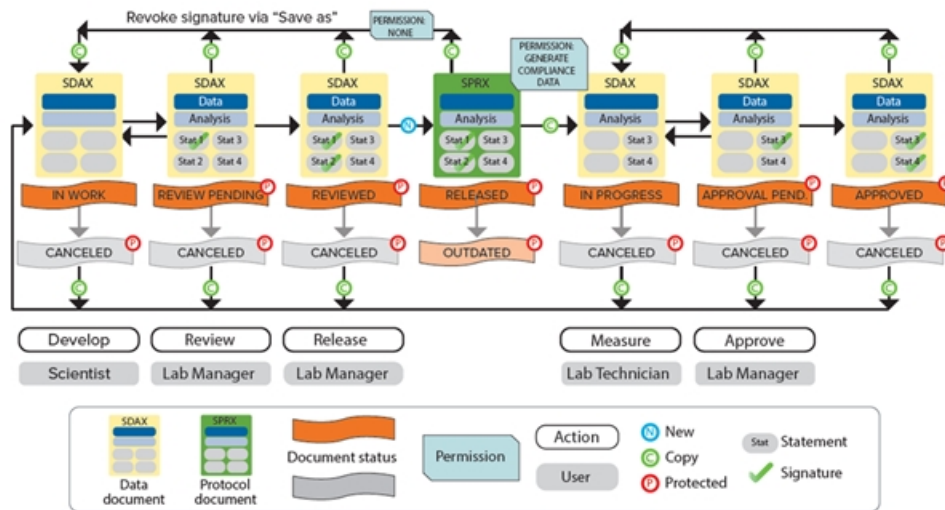 Revoke signature via "Save as"
PERMISSION:
NONE
PERMISSION:
GENERATE
COMPLIANCE
DATA
C
C
C
C
C
C
C
SDAX
SDAX
SDAX
SPRX
SDAX
SDAX
SDAX
Data
Analysis
Stat 1
Stat 3
Stat 2
Stat 4
Data
Analysis
Stat 1
Stat 3
Stat 2
Stat 4
N
Analysis
Stat 1
Stat 3
Stat 2
Stat 4
C
Analysis
Stat 3
Stat 4
Data
Analysis
Stat 3
Stat 4
Data
Analysis
Stat 3
Stat 4
IN WORK
REVIEW PENDING
P
REVIEWED
P
RELEASED
P
IN PROGRESS
P
APPROVAL PEND.
P
APPROVED
P
CANCELED
P
CANCELED
P
CANCELED
P
OUTDATED
P
CANCELED
P
CANCELED
P
CANCELED
P
C
C
C
C
C
C
Develop
Review
Release
Measure
Approve
Scientist
Lab Manager
Lab Manager
Lab Technician
Lab Manager
SDAX
Data
document
SPRX
Protocol
document
Document status
Permission
Action
User
N New
C Copy
P Protected
Stat Statement
Signature